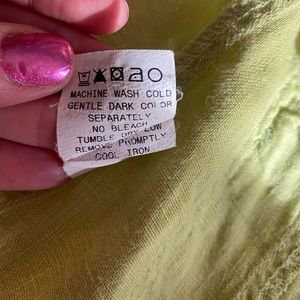 MACHINE WASH COLD
GENTLE DARK COLOR
SEPARATELY
NO BLEACH
TUMBLE DRY LOW
REMOVE PROMPTLY
COOL IRON